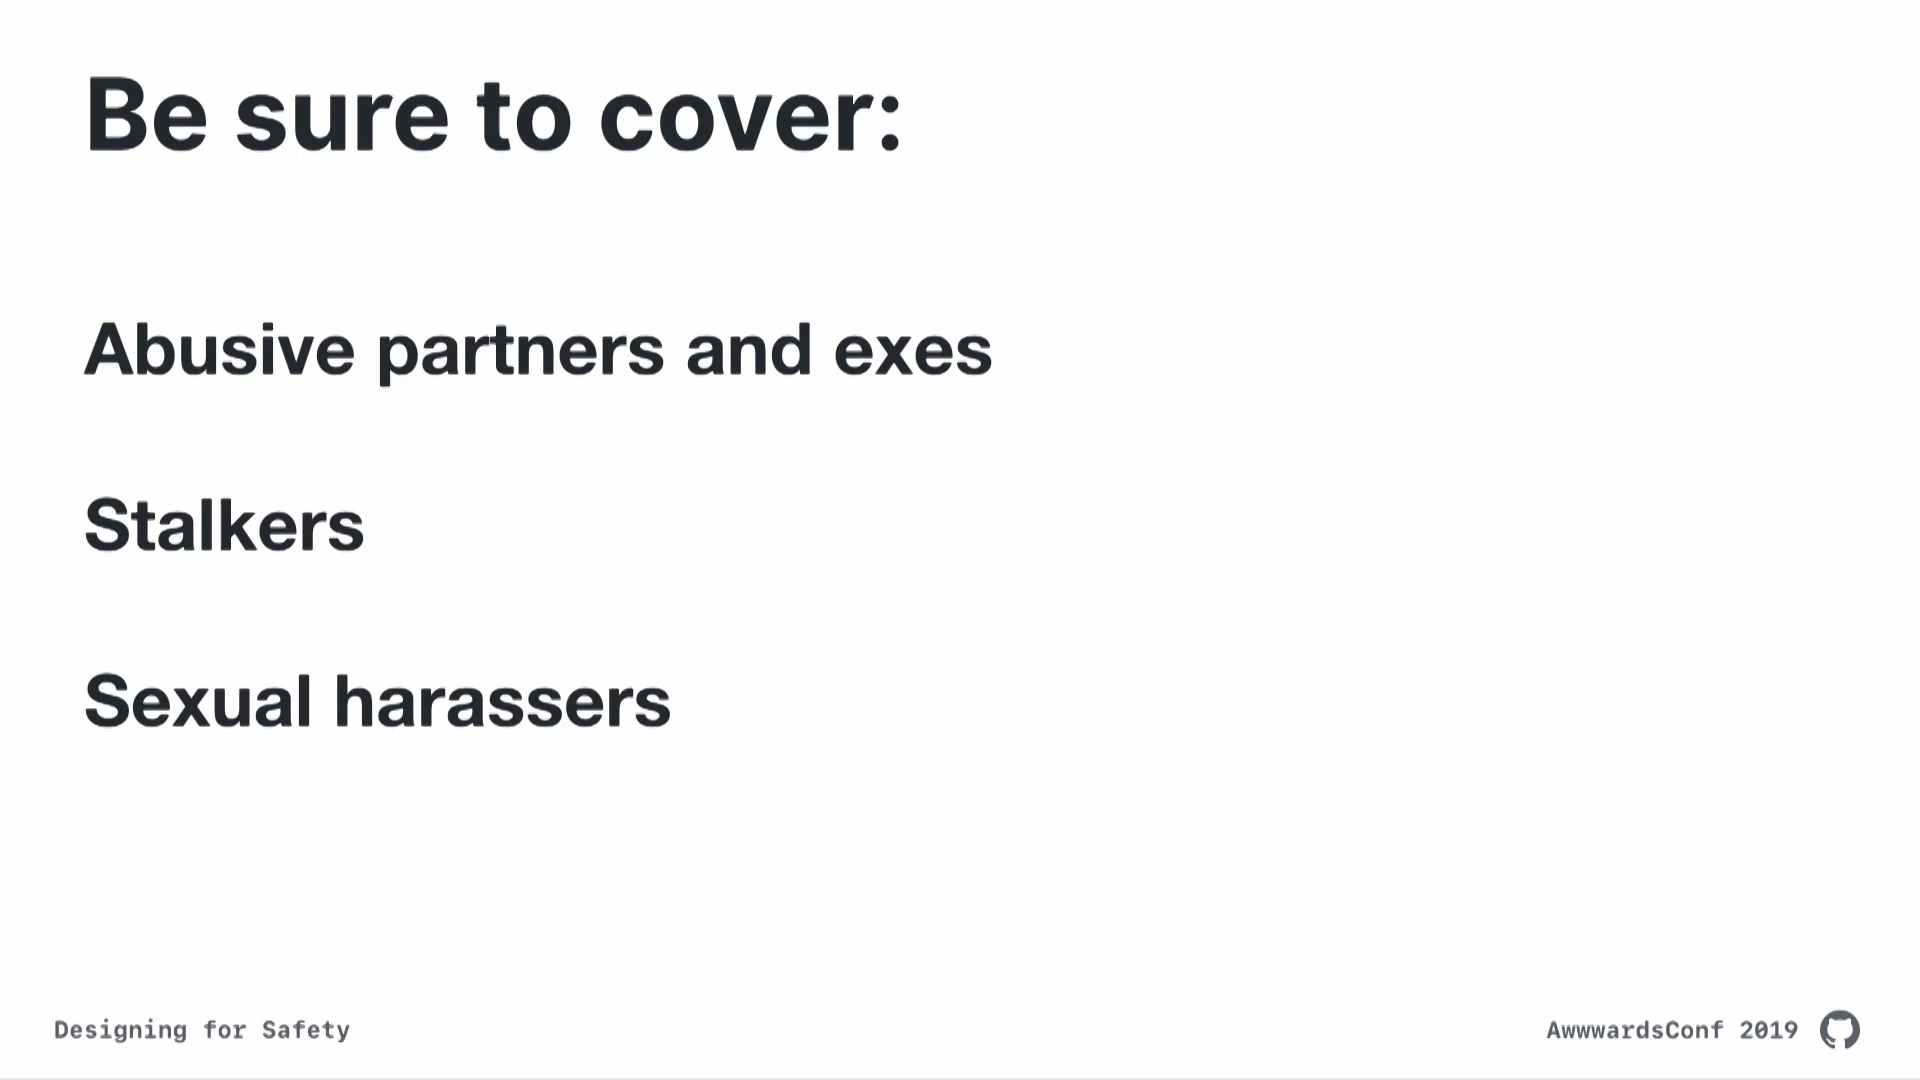 Be sure to cover:
Abusive partners and exes
Stalkers
Sexual harassers
Designing for Safety
AwwwardsConf 2019